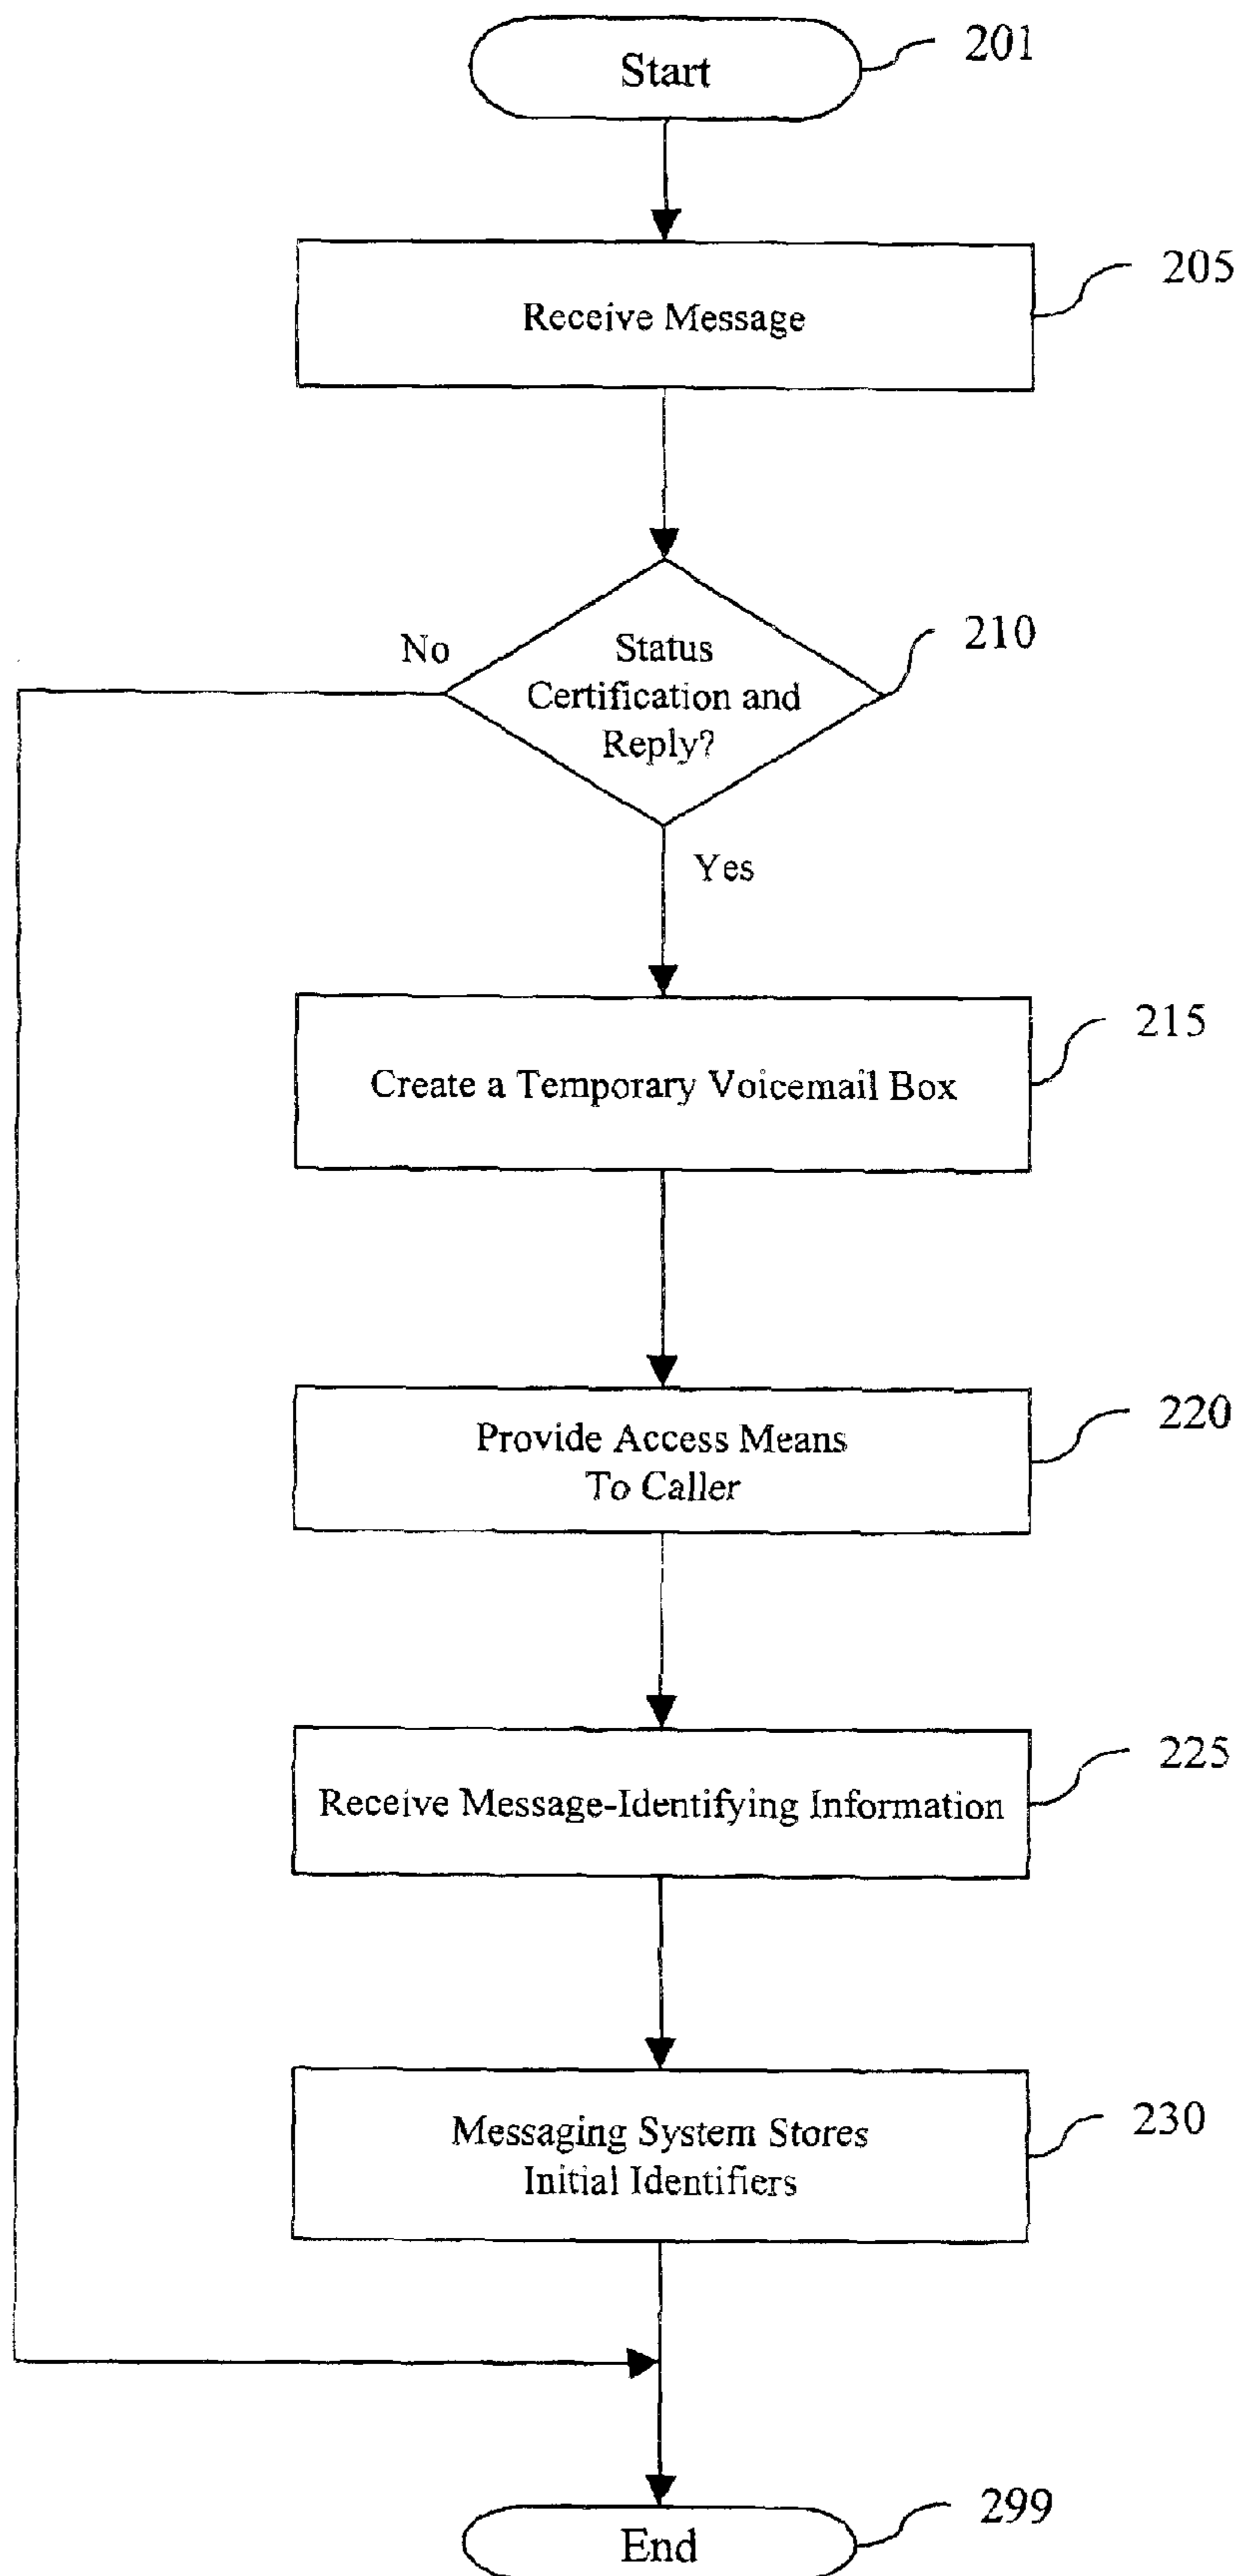 Start
201
Receive Message
205
No
Status
Certification and
Reply?
210
Yes
Create a Temporary Voicemail Box
215
Provide Access Means
To Caller
220
Receive Message-Identifying Information
225
Messaging System Stores
Initial Identifiers
230
End
299